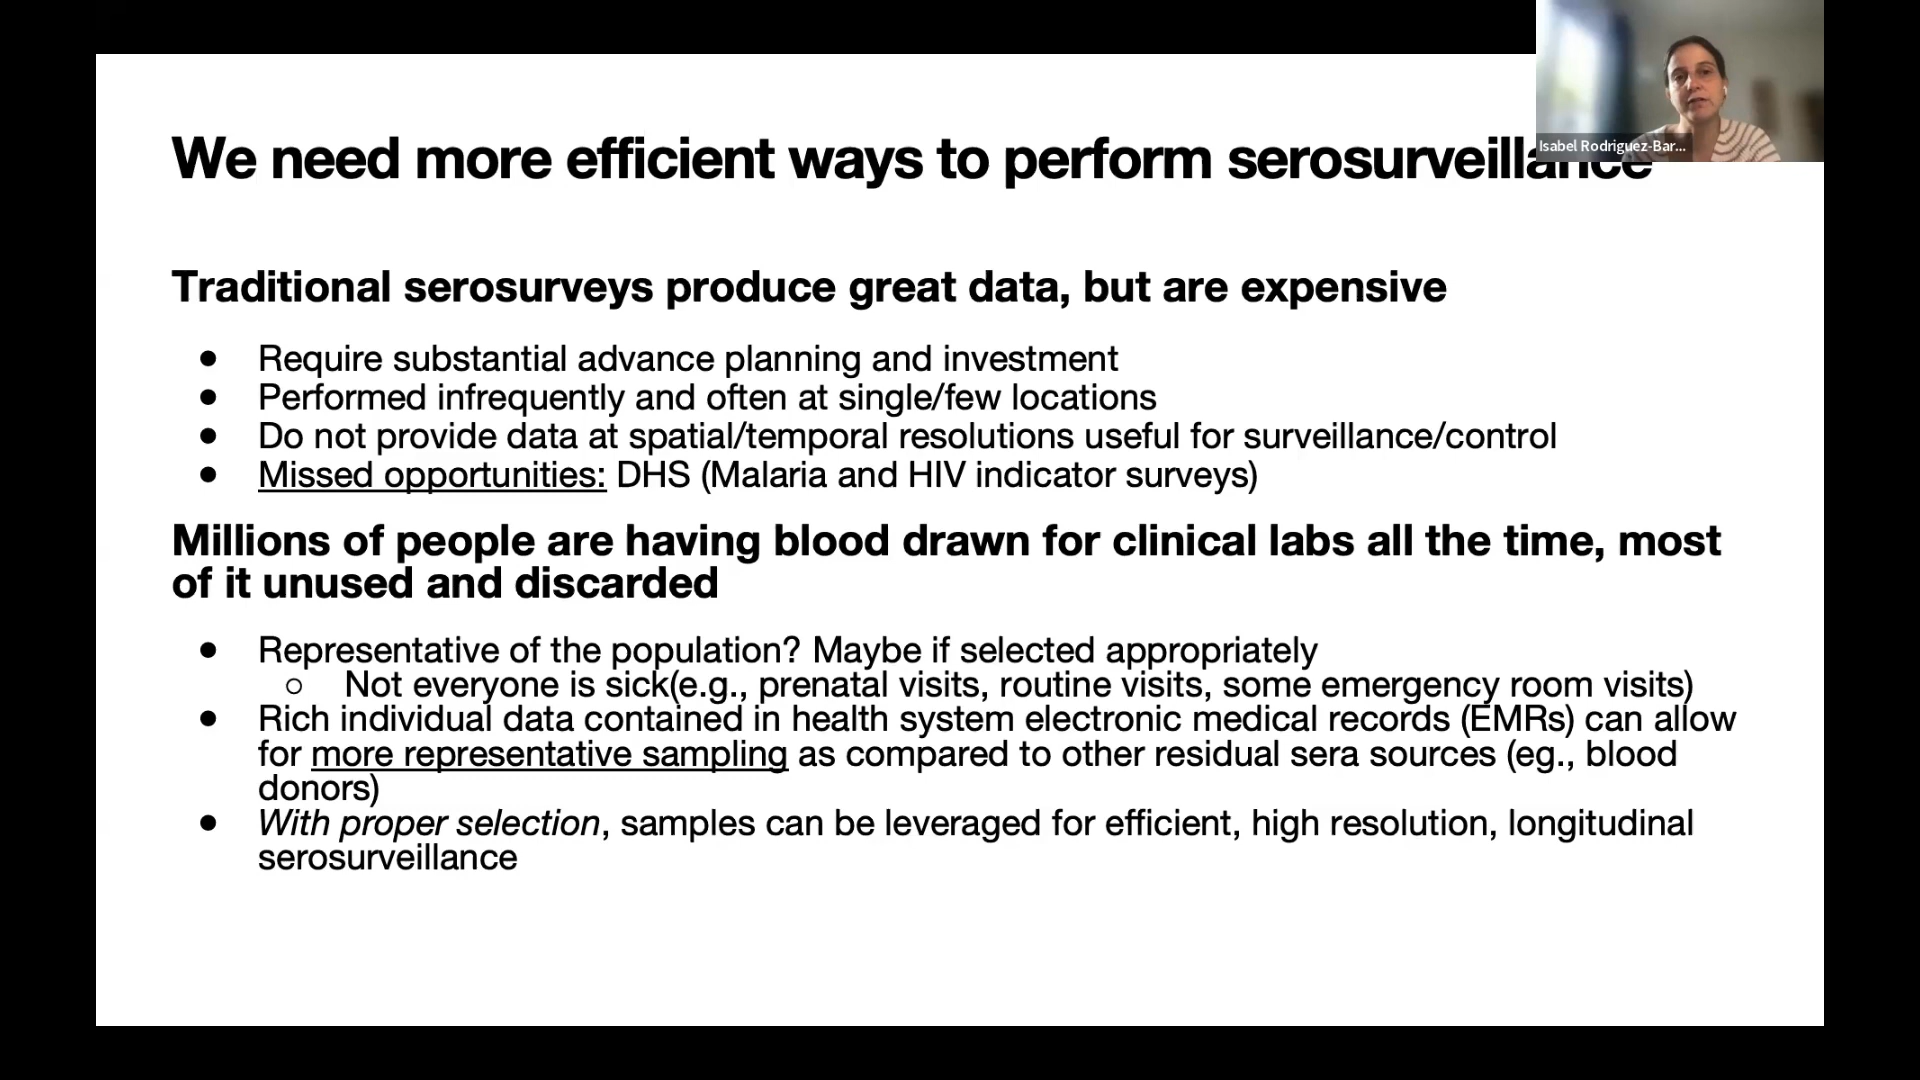 We need more efficient ways to perform serosurveillance
Isabel Rodriguez-Bar...
Traditional serosurveys produce great data, but are expensive
● Require substantial advance planning and investment
● Performed infrequently and often at single/few locations
● Do not provide data at spatial/temporal resolutions useful for surveillance/control
● Missed opportunities: DHS (Malaria and HIV indicator surveys)
Millions of people are having blood drawn for clinical labs all the time, most
of it unused and discarded
● Representative of the population? Maybe if selected appropriately
○ Not everyone is sick(e.g., prenatal visits, routine visits, some emergency room visits)
● Rich individual data contained in health system electronic medical records (EMRs) can allow
for more representative sampling as compared to other residual sera sources (eg., blood
donors)
● With proper selection, samples can be leveraged for efficient, high resolution, longitudinal
serosurveillance